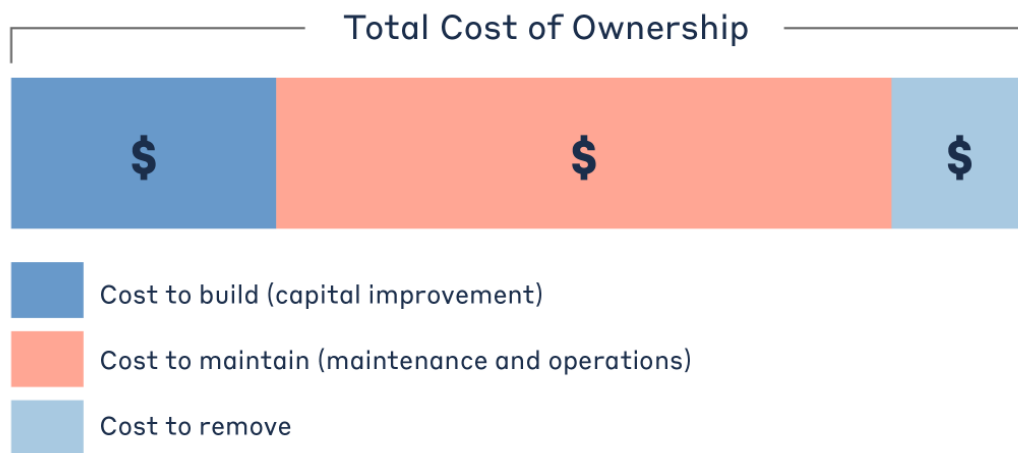 Total Cost of Ownership
$ $ $
Cost to build (capital improvement)
Cost to maintain (maintenance and operations)
Cost to remove